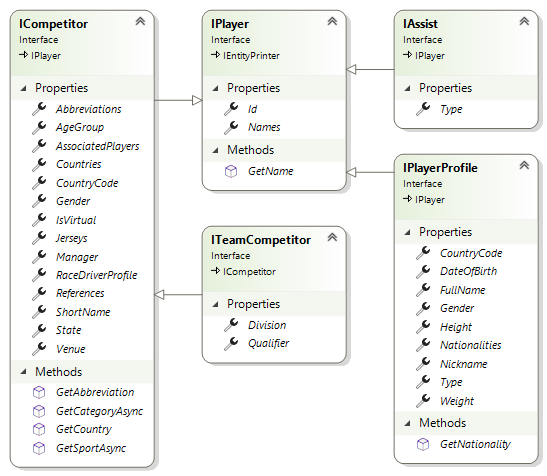 ICompetitor
Interface
IPlayer
Properties
Abbreviations
AgeGroup
AssociatedPlayers
Countries
CountryCode
Gender
IsVirtual
Jerseys
Manager
RaceDriverProfile
References
ShortName
State
Venue
Methods
GetAbbreviation
GetCategoryAsync
GetCountry
GetSportAsync
IPlayer
Interface
IEntityPrinter
Properties
Id
Names
Methods
GetName
ITeamCompetitor
Interface
ICompetitor
Properties
Division
Qualifier
IAssist
Interface
IPlayer
Properties
Type
IPlayerProfile
Interface
IPlayer
Properties
CountryCode
DateOfBirth
FullName
Gender
Height
Nationalities
Nickname
Type
Weight
Methods
GetNationality